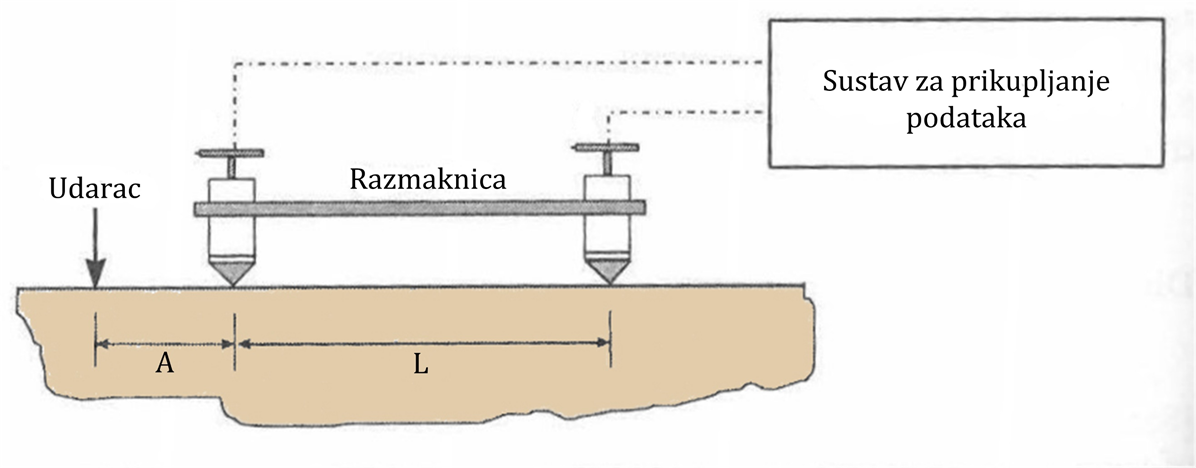 Sustav za prikupljanje
podataka
Razmaknica
Udarac
A
L